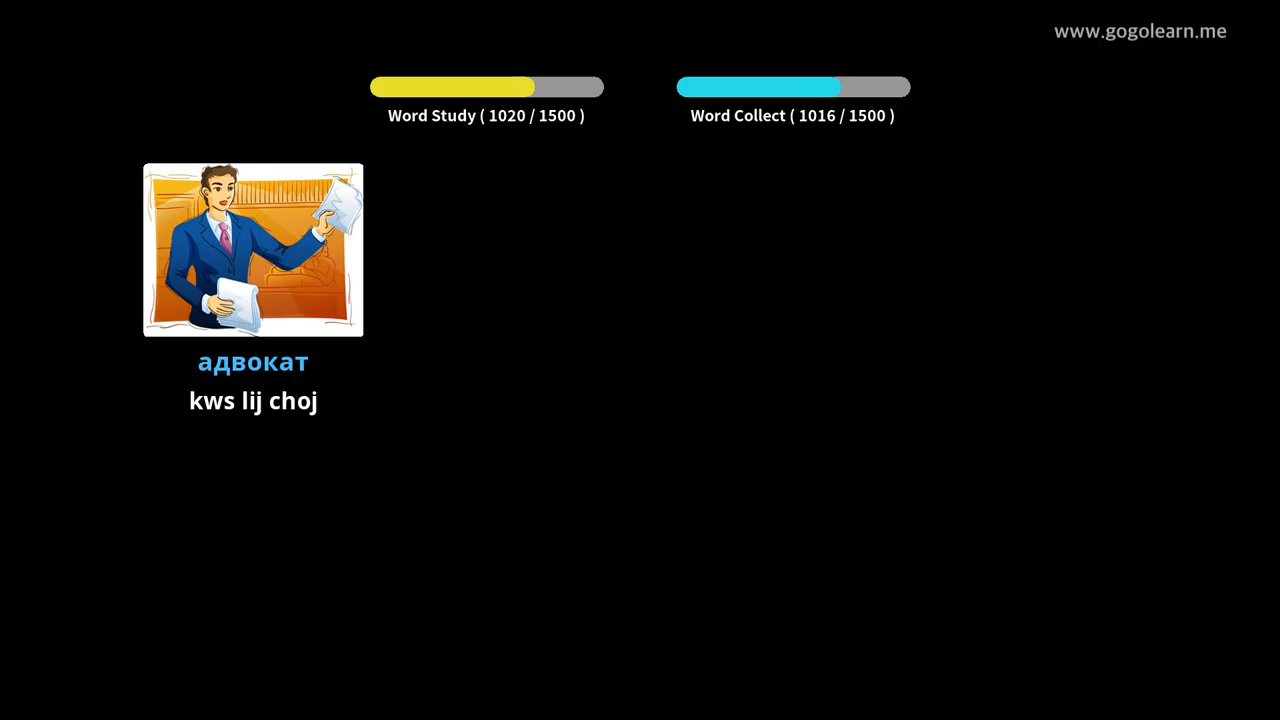 www.gogolearn.me
Word Study ( 1020 / 1500 )
Word Collect ( 1016 / 1500 )
адвокат
kws lij choj